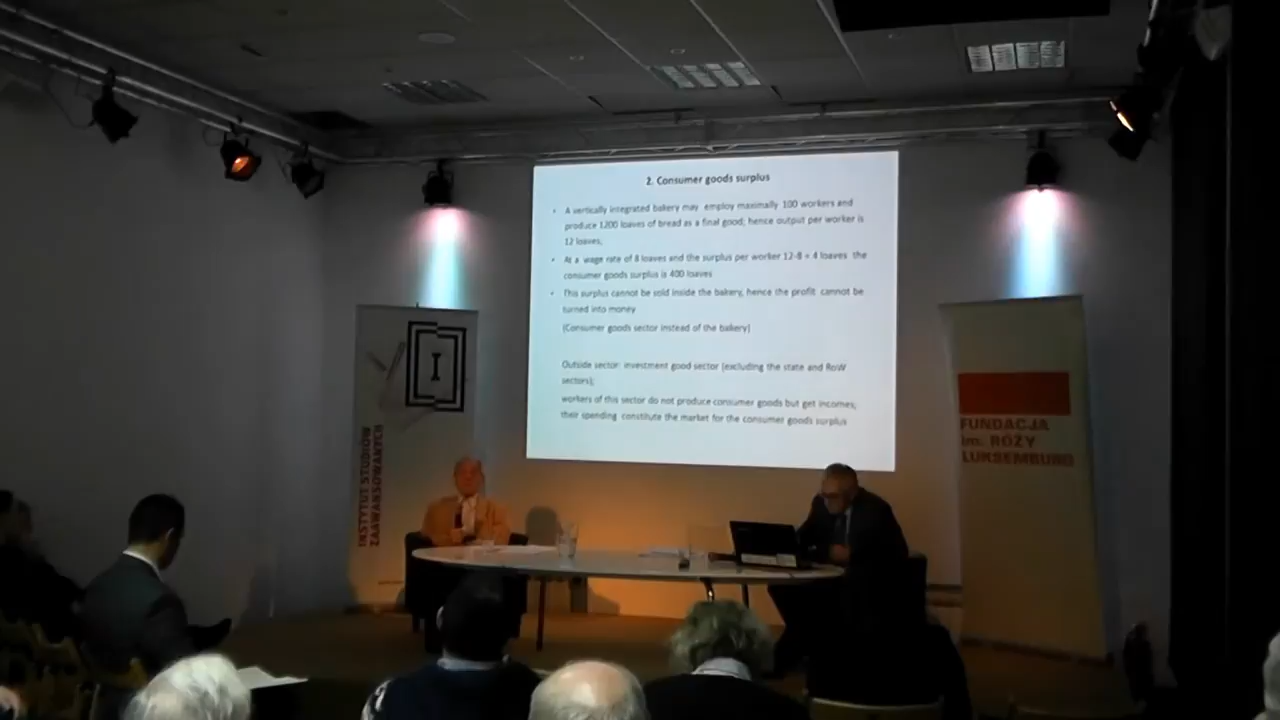 2. Consumer goods surplus
• A vertically integrated bakery may employ maximally 100 workers and
produce 1200 loaves of bread as a final good; hence output per worker is
12 loaves;
• At a wage rate of 8 loaves and the surplus per worker 12-8 = 4 loaves the
consumer goods surplus is 400 loaves
• This surplus cannot be sold inside the bakery, hence the profit cannot be
turned into money
(Consumer goods sector instead of the bakery)
Outside sector: investment good sector (excluding the state and RoW
sectors);
workers of this sector do not produce consumer goods but get incomes;
their spending constitute the market for the consumer goods surplus
I
INSTYTUT STUDIÓW
ZAAWANSOWANYCH
FUNDACJA
im. RÓŻY
LUKSEMBURG